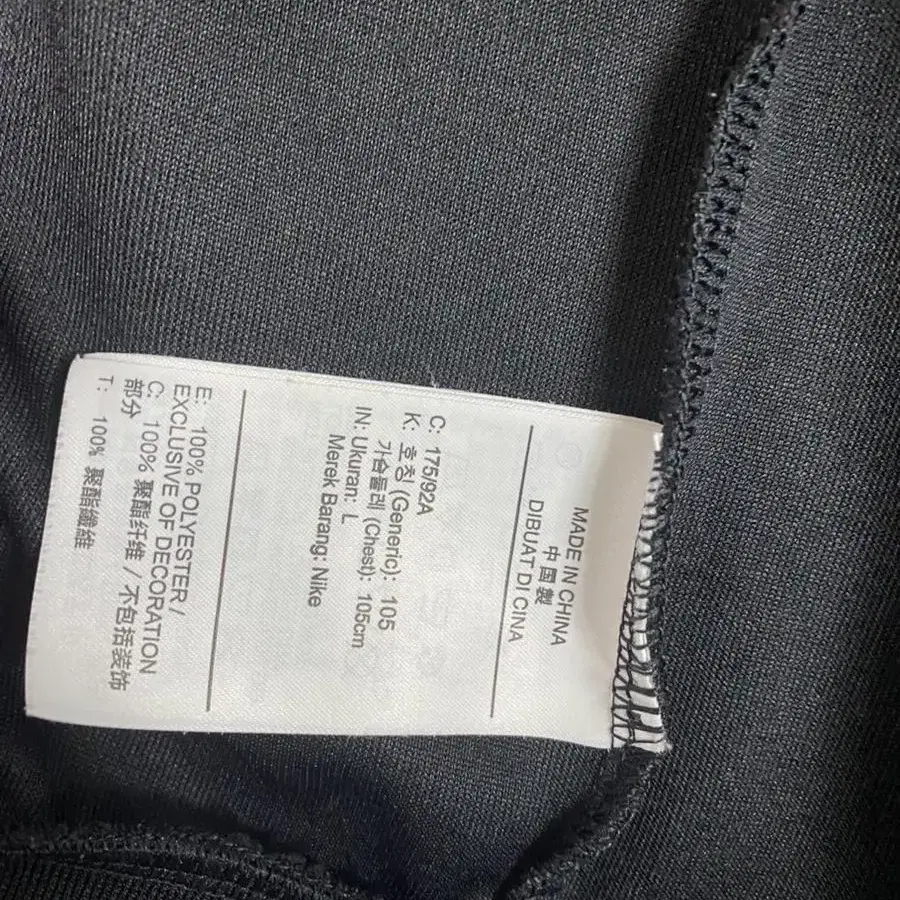 MADE IN CHINA
中國製
DIBUAT DI CINA
C: 175/92A
K: 호칭 (Generic): 105
가슴둘레 (Chest): 105cm
IN: Ukuran: L
Merek Barang: Nike
E: 100% POLYESTER /
EXCLUSIVE OF DECORATION
C: 100% 聚酯纤维 / 不包括装饰
部分
T: 100% 聚酯纖維